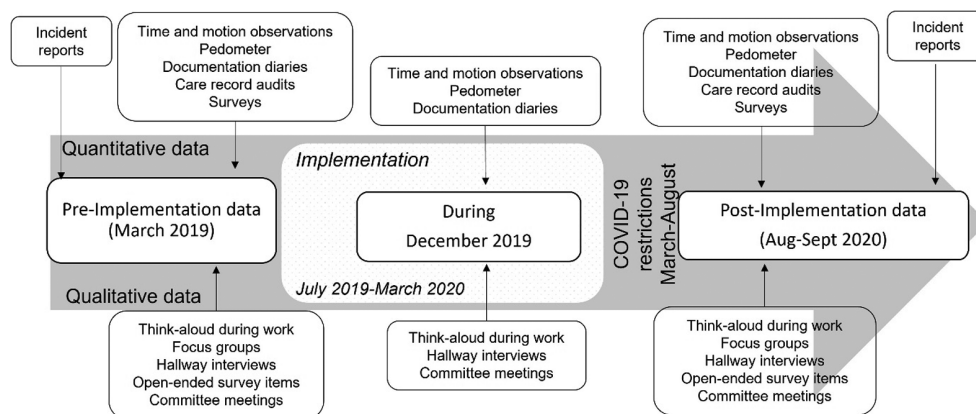 Incident
reports
Time and motion observations
Pedometer
Documentation diaries
Care record audits
Surveys
Time and motion observations
Pedometer
Documentation diaries
Time and motion observations
Pedometer
Documentation diaries
Care record audits
Surveys
Incident
reports
Quantitative data
Implementation
Pre-Implementation data
(March 2019)
During
December 2019
COVID-19
restrictions
March-August
Post-Implementation data
(Aug-Sept 2020)
Qualitative data
July 2019-March 2020
Think-aloud during work
Focus groups
Hallway interviews
Open-ended survey items
Committee meetings
Think-aloud during work
Hallway interviews
Committee meetings
Think-aloud during work
Focus groups
Hallway interviews
Open-ended survey items
Committee meetings